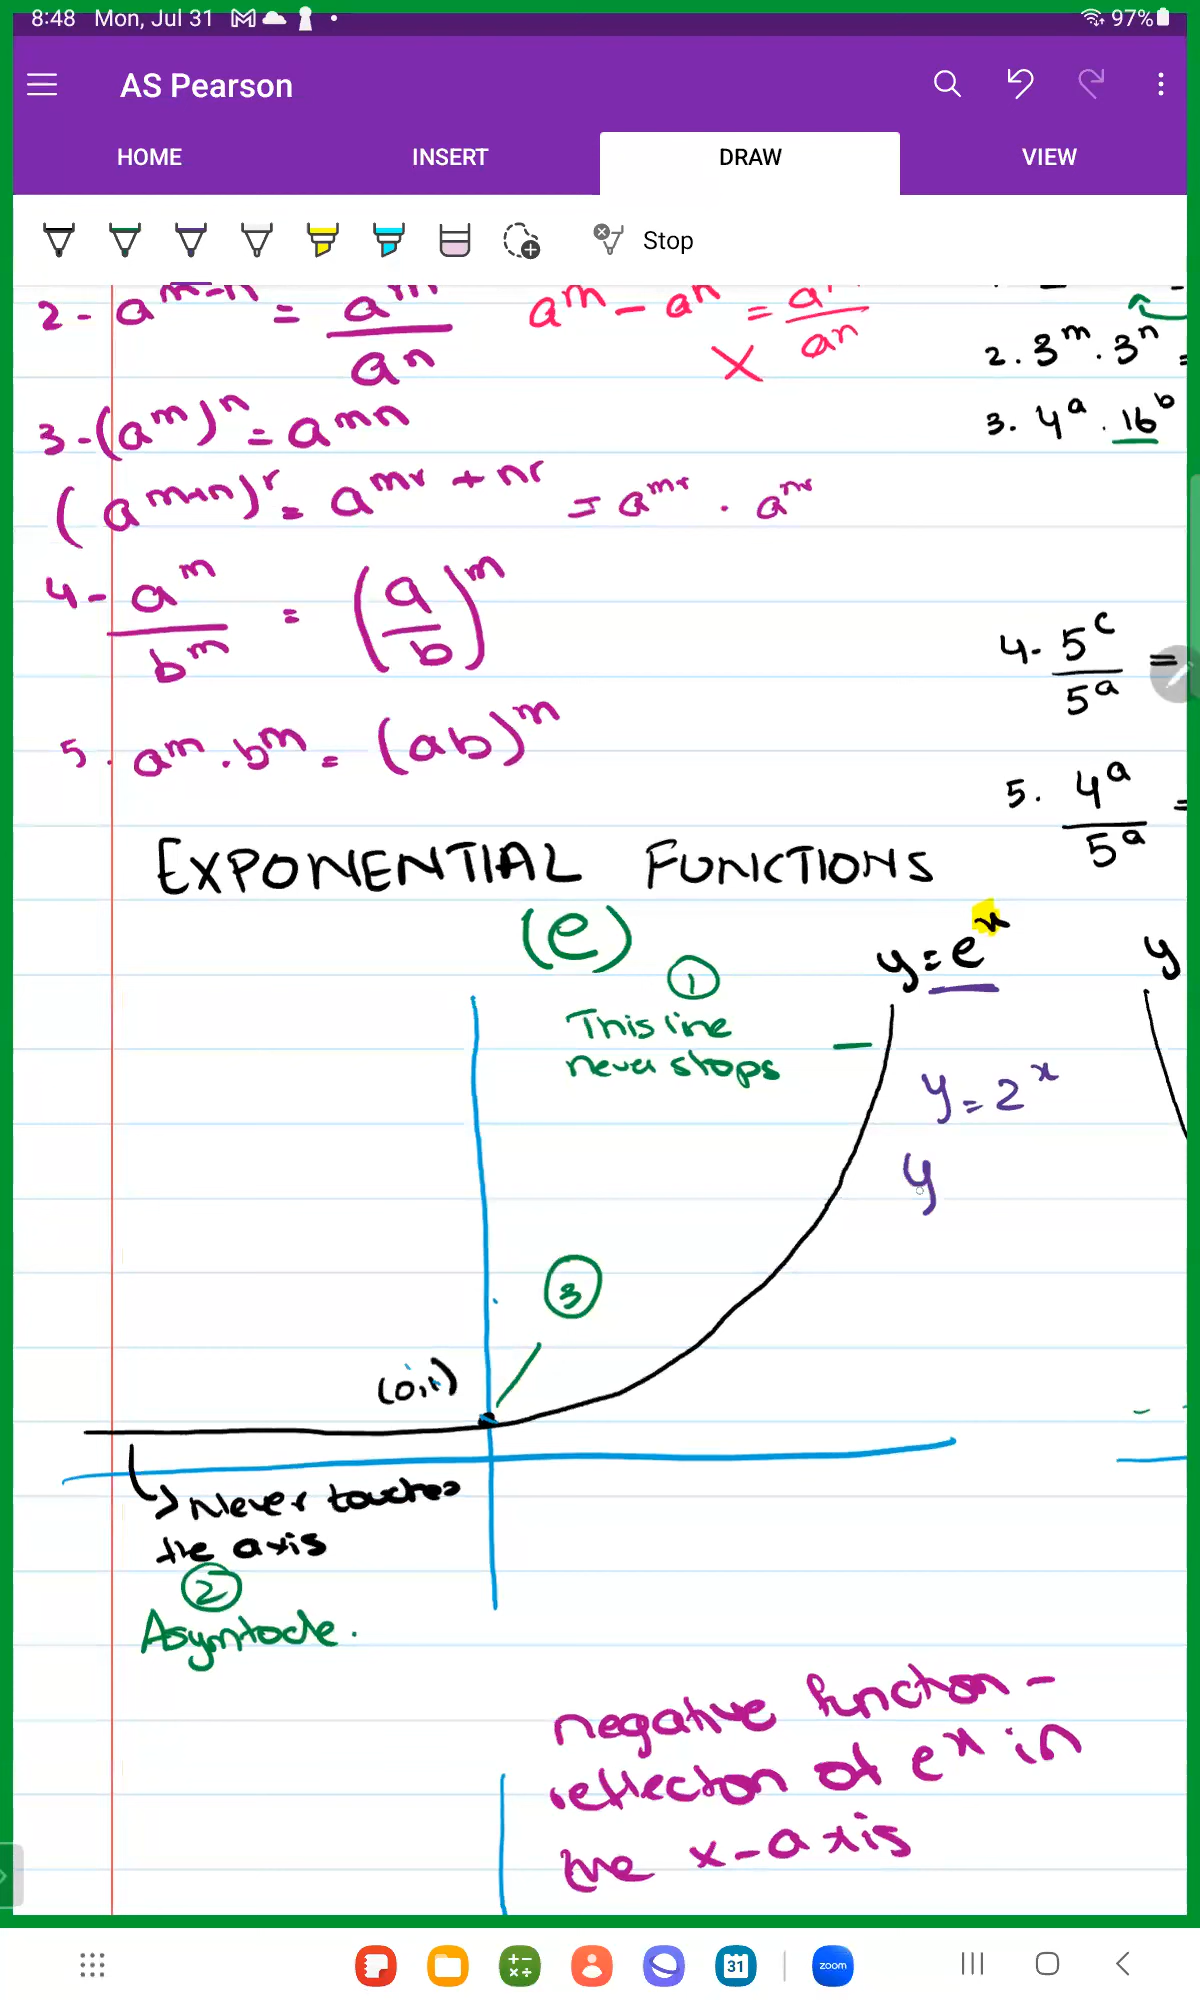 8:48 Mon, Jul 31 97%
AS Pearson
HOME INSERT DRAW VIEW
Stop
2 - a^m-n = a^m / a^n
a^m - a^n = a^m / a^n
X
2. 3^m . 3^n =
3 - (a^m)^n = a^mn
3. 4^a . 16^b
(a^m+n)^r = a^mr + nr = a^mr . a^nr
4 - a^m / b^m = (a/b)^m
4 - 5^c / 5^a =
5. a^m . b^m = (ab)^m
5. 4^a / 5^a =
EXPONENTIAL FUNCTIONS
(e)
y = e^x
y
1
This line
never stops
y = 2^x
y
3
(0,1)
Never touches
the axis
2
Asymtode.
negative function -
reflection of e^x in
the x-axis
31
zoom